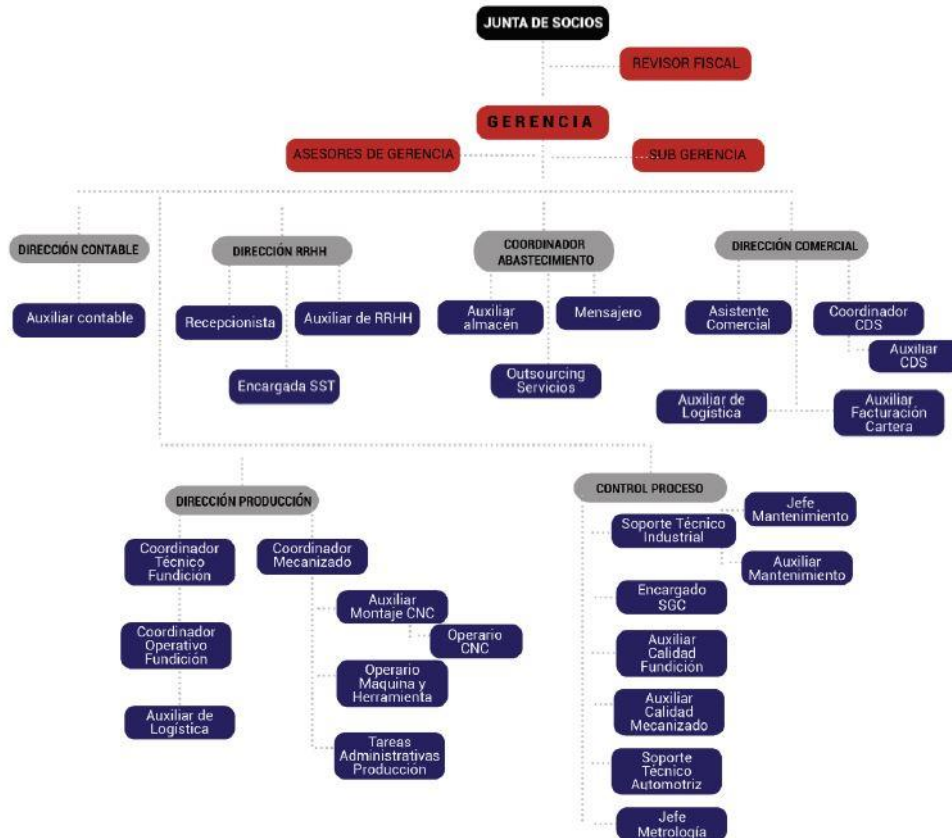 JUNTA DE SOCIOS
REVISOR FISCAL
GERENCIA
ASESORES DE GERENCIA
SUB GERENCIA
DIRECCIÓN CONTABLE
DIRECCIÓN RRHH
COORDINADOR
ABASTECIMIENTO
DIRECCIÓN COMERCIAL
Auxiliar contable
Recepcionista
Auxiliar de RRHH
Encargada SST
Auxiliar
almacén
Mensajero
Outsourcing
Servicios
Asistente
Comercial
Coordinador
CDS
Auxiliar
CDS
Auxiliar de
Logística
Auxiliar
Facturación
Cartera
DIRECCIÓN PRODUCCIÓN
Coordinador
Técnico
Fundición
Coordinador
Operativo
Fundición
Auxiliar de
Logística
Coordinador
Mecanizado
Auxiliar
Montaje CNC
Operario
CNC
Operario
Maquina y
Herramienta
Tareas
Administrativas
Producción
CONTROL PROCESO
Soporte Técnico
Industrial
Jefe
Mantenimiento
Auxiliar
Mantenimiento
Encargado
SGC
Auxiliar
Calidad
Fundición
Auxiliar
Calidad
Mecanizado
Soporte
Técnico
Automotriz
Jefe
Metrología